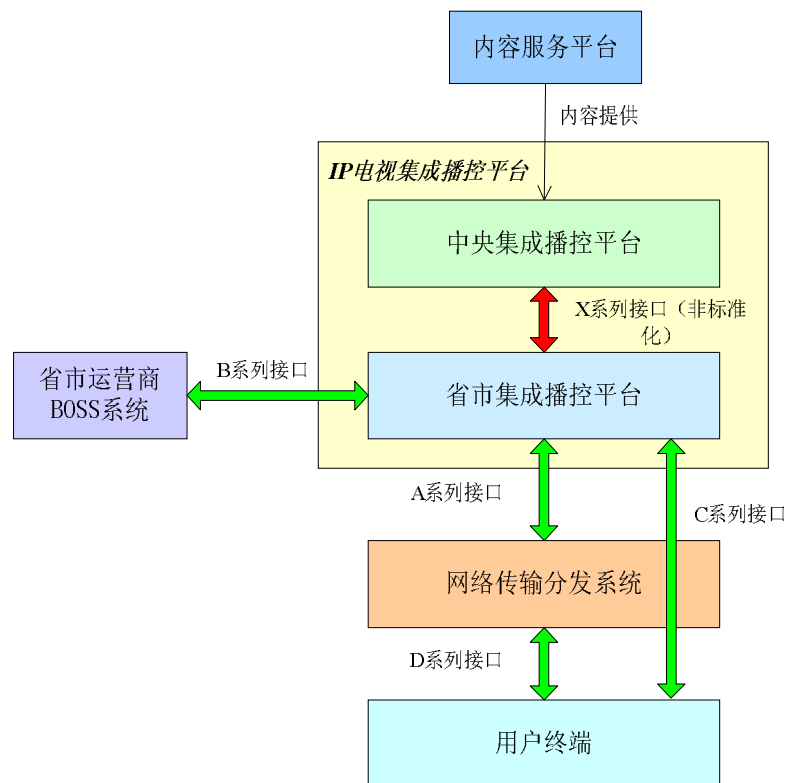 内容服务平台
内容提供
IP电视集成播控平台
中央集成播控平台
X系列接口（非标准
化）
省市运营商
BOSS系统
B系列接口
省市集成播控平台
A系列接口
C系列接口
网络传输分发系统
D系列接口
用户终端